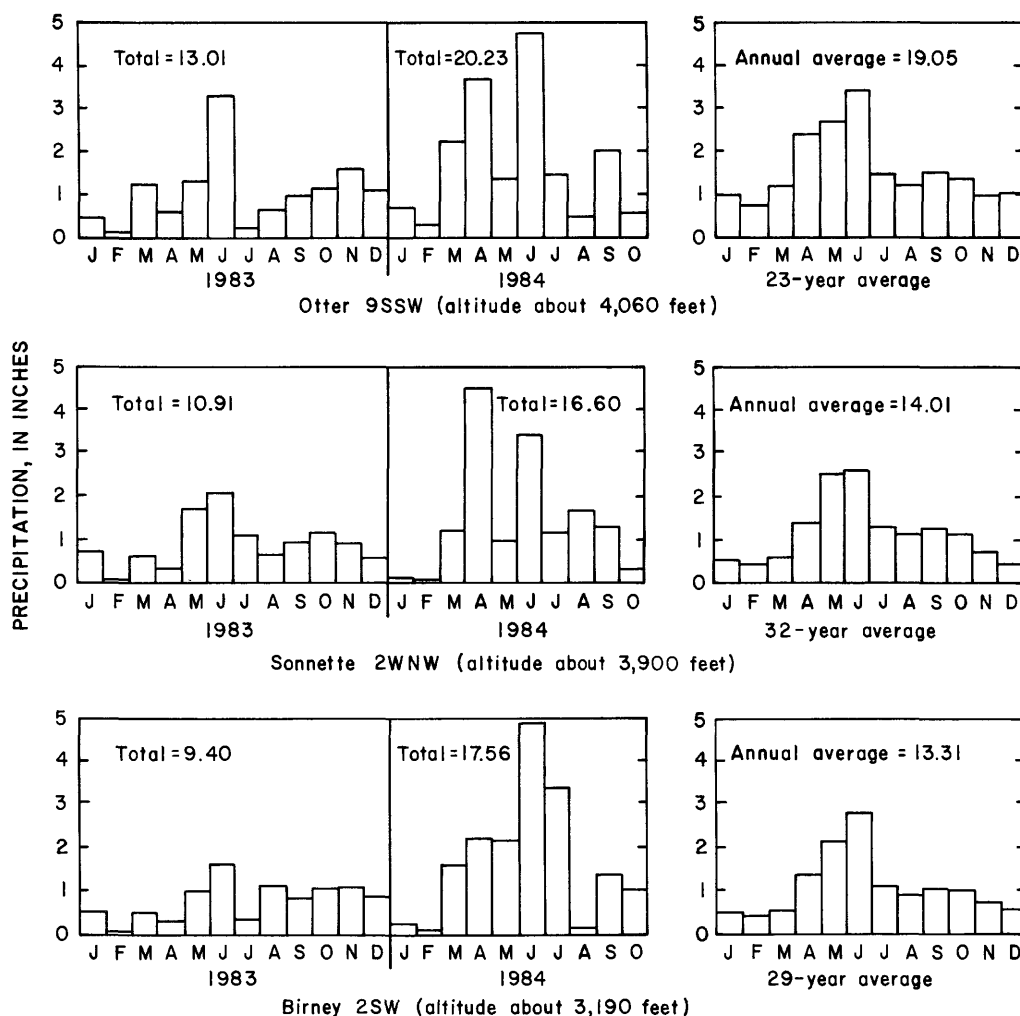 PRECIPITATION, IN INCHES
5
4
3
2
1
0
Total = 13.01
Total=20.23
Annual average =19.05
J F M A M J J A S O N D
J F M A M J J A S O
J F M A M J J A S O N D
1983
1984
23-year average
Otter 9SSW (altitude about 4,060 feet)
5
4
3
2
1
0
5
4
3
2
1
0
Total = 10.91
Total=16.60
Annual average =14.01
J F M A M J J A S O N D
J F M A M J J A S O
J F M A M J J A S O N D
1983
1984
32-year average
Sonnette 2WNW (altitude about 3,900 feet)
5
4
3
2
1
0
5
4
3
2
1
0
Total = 9.40
Total=17.56
Annual average = 13.31
J F M A M J J A S O N D
J F M A M J J A S O
J F M A M J J A S O N D
1983
1984
29-year average
Birney 2SW (altitude about 3,190 feet)
5
4
3
2
1
0